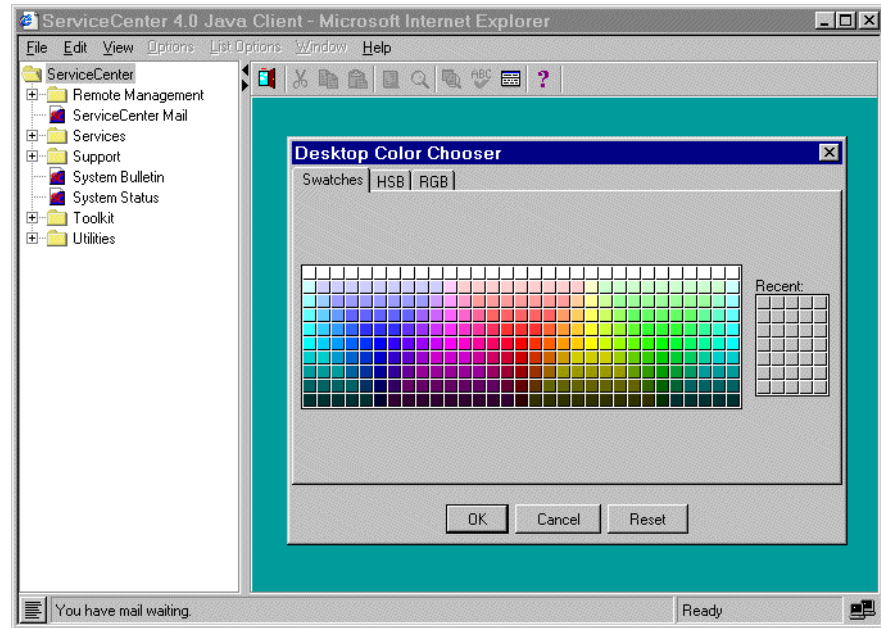 ServiceCenter 4.0 Java Client - Microsoft Internet Explorer
File Edit View Options List Options Window Help
ServiceCenter
Remote Management
ServiceCenter Mail
Services
Support
System Bulletin
System Status
Toolkit
Utilities
ABC ?
Desktop Color Chooser
Swatches HSB RGB
Recent:
OK Cancel Reset
You have mail waiting. Ready